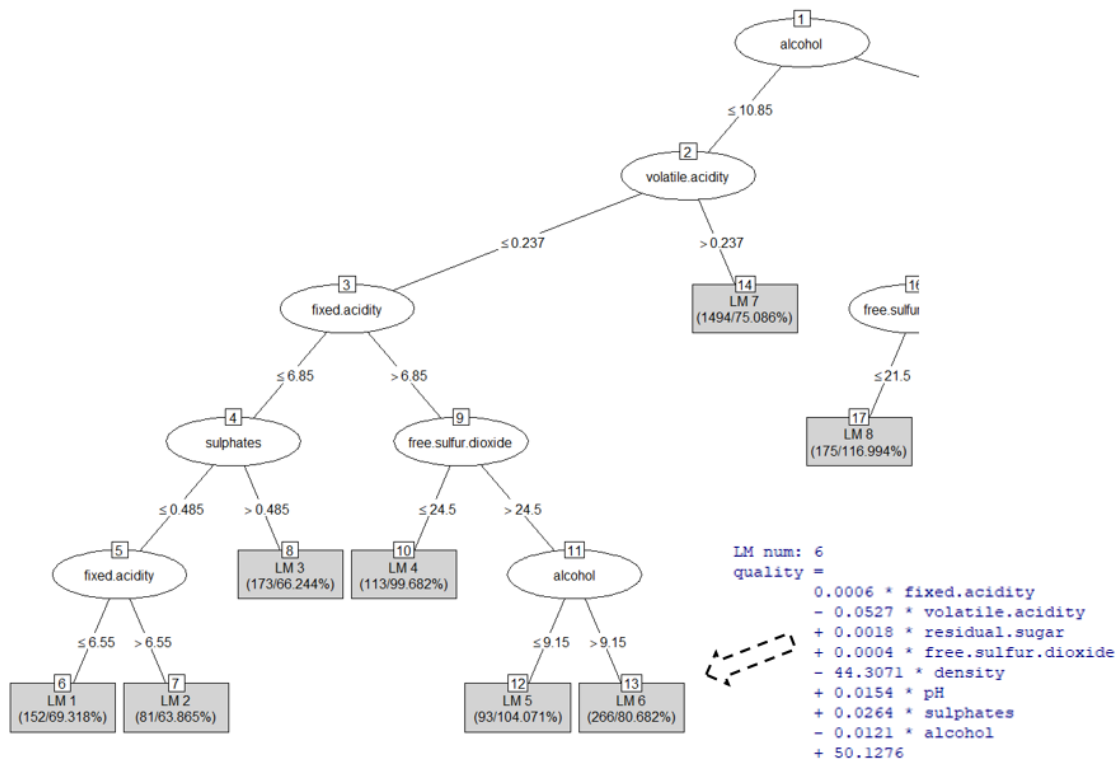 1
alcohol
≤ 10.85
2
volatile.acidity
≤ 0.237
> 0.237
3
fixed.acidity
14
LM 7
(1494/75.086%)
16
free.sulfur
≤ 6.85
> 6.85
≤ 21.5
4
sulphates
9
free.sulfur.dioxide
17
LM 8
(175/116.994%)
≤ 0.485
> 0.485
≤ 24.5
> 24.5
5
fixed.acidity
8
LM 3
(173/66.244%)
10
LM 4
(113/99.682%)
11
alcohol
≤ 6.55
> 6.55
≤ 9.15
> 9.15
6
LM 1
(152/69.318%)
7
LM 2
(81/63.865%)
12
LM 5
(93/104.071%)
13
LM 6
(266/80.682%)
LM num: 6
quality =
0.0006 * fixed.acidity
- 0.0527 * volatile.acidity
+ 0.0018 * residual.sugar
+ 0.0004 * free.sulfur.dioxide
- 44.3071 * density
+ 0.0154 * pH
+ 0.0264 * sulphates
- 0.0121 * alcohol
+ 50.1276